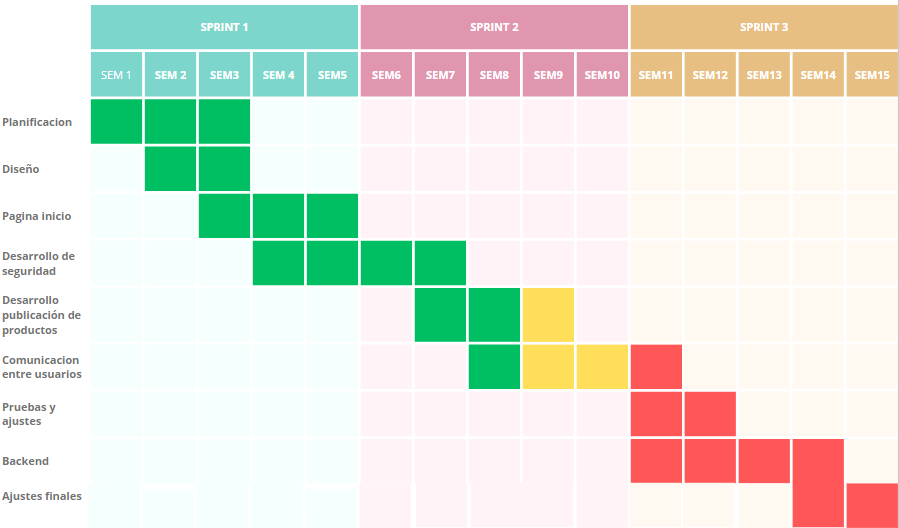 SPRINT 1 SPRINT 2 SPRINT 3
SEM 1 SEM 2 SEM3 SEM 4 SEM5 SEM6 SEM7 SEM8 SEM9 SEM10 SEM11 SEM12 SEM13 SEM14 SEM15
Planificacion
Diseño
Pagina inicio
Desarrollo de
seguridad
Desarrollo
publicación de
productos
Comunicacion
entre usuarios
Pruebas y
ajustes
Backend
Ajustes finales